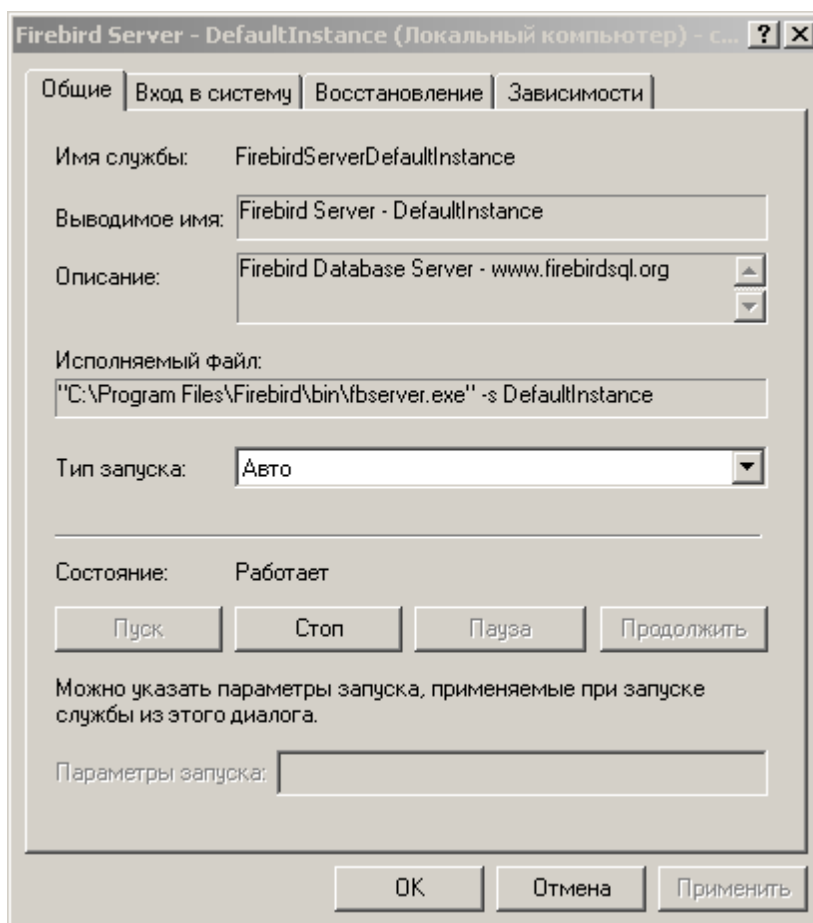 Firebird Server - DefaultInstance (Локальный компьютер) - с...
Общие Вход в систему Восстановление Зависимости
Имя службы: FirebirdServerDefaultInstance
Выводимое имя: Firebird Server - DefaultInstance
Описание: Firebird Database Server - www.firebirdsql.org
Исполняемый файл:
"C:\Program Files\Firebird\bin\fbserver.exe" -s DefaultInstance
Тип запуска: Авто
Состояние: Работает
Пуск Стоп Пауза Продолжить
Можно указать параметры запуска, применяемые при запуске
службы из этого диалога.
Параметры запуска:
OK Отмена Применить